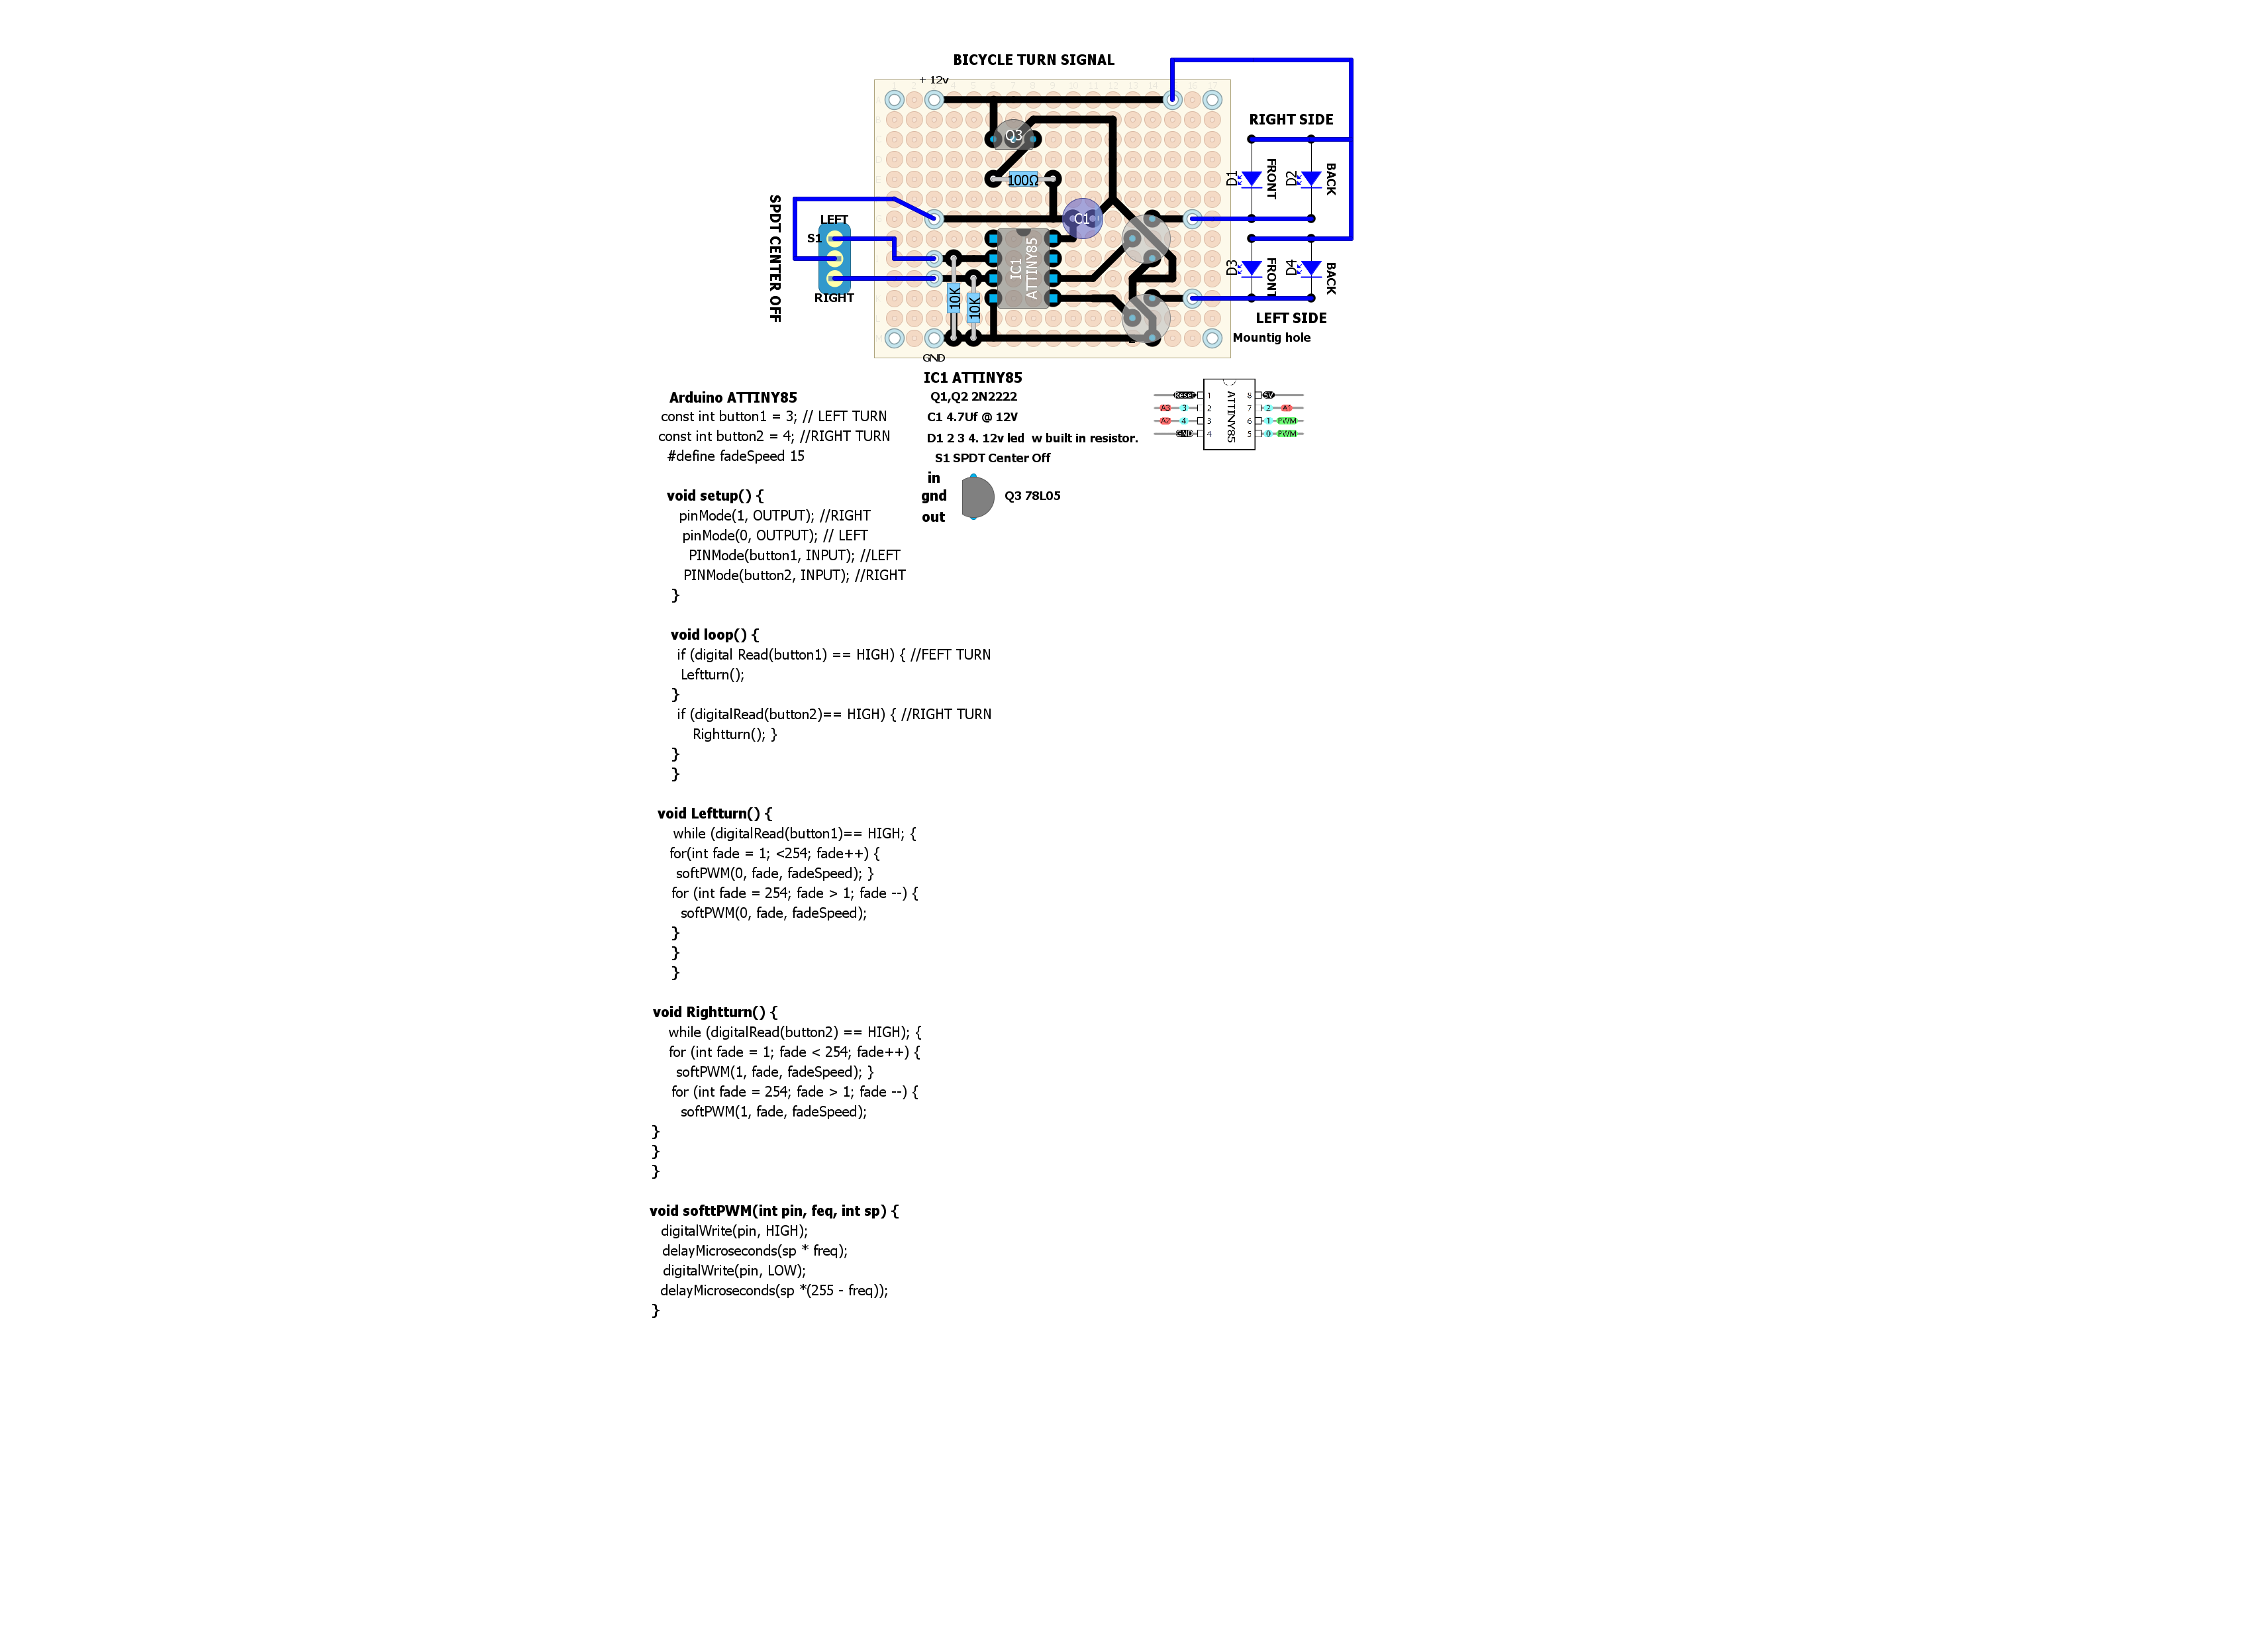 BICYCLE TURN SIGNAL
+ 12v
RIGHT SIDE
Q3
100Ω
D1
FRONT
D2
BACK
SPDT CENTER OFF
LEFT
S1
RIGHT
C1
IC1
ATTINY85
10K
10K
D3
FRONT
D4
BACK
LEFT SIDE
Mountig hole
GND
IC1 ATTINY85
Q1,Q2 2N2222
C1 4.7Uf @ 12V
D1 2 3 4. 12v led w built in resistor.
S1 SPDT Center Off
in
gnd
out
Q3 78L05
Reset 1 8 5V
A3 3 2 7 2 A1
A2 4 3 6 1 PWM
GND 4 5 0 PWM
ATTINY85
Arduino ATTINY85
const int button1 = 3; // LEFT TURN
const int button2 = 4; //RIGHT TURN
#define fadeSpeed 15
void setup() {
pinMode(1, OUTPUT); //RIGHT
pinMode(0, OUTPUT); // LEFT
PINMode(button1, INPUT); //LEFT
PINMode(button2, INPUT); //RIGHT
}
void loop() {
if (digital Read(button1) == HIGH) { //FEFT TURN
Leftturn();
}
if (digitalRead(button2)== HIGH) { //RIGHT TURN
Rightturn(); }
}
}
void Leftturn() {
while (digitalRead(button1)== HIGH; {
for(int fade = 1; <254; fade++) {
softPWM(0, fade, fadeSpeed); }
for (int fade = 254; fade > 1; fade --) {
softPWM(0, fade, fadeSpeed);
}
}
}
void Rightturn() {
while (digitalRead(button2) == HIGH); {
for (int fade = 1; fade < 254; fade++) {
softPWM(1, fade, fadeSpeed); }
for (int fade = 254; fade > 1; fade --) {
softPWM(1, fade, fadeSpeed);
}
}
}
void softtPWM(int pin, feq, int sp) {
digitalWrite(pin, HIGH);
delayMicroseconds(sp * freq);
digitalWrite(pin, LOW);
delayMicroseconds(sp *(255 - freq));
}